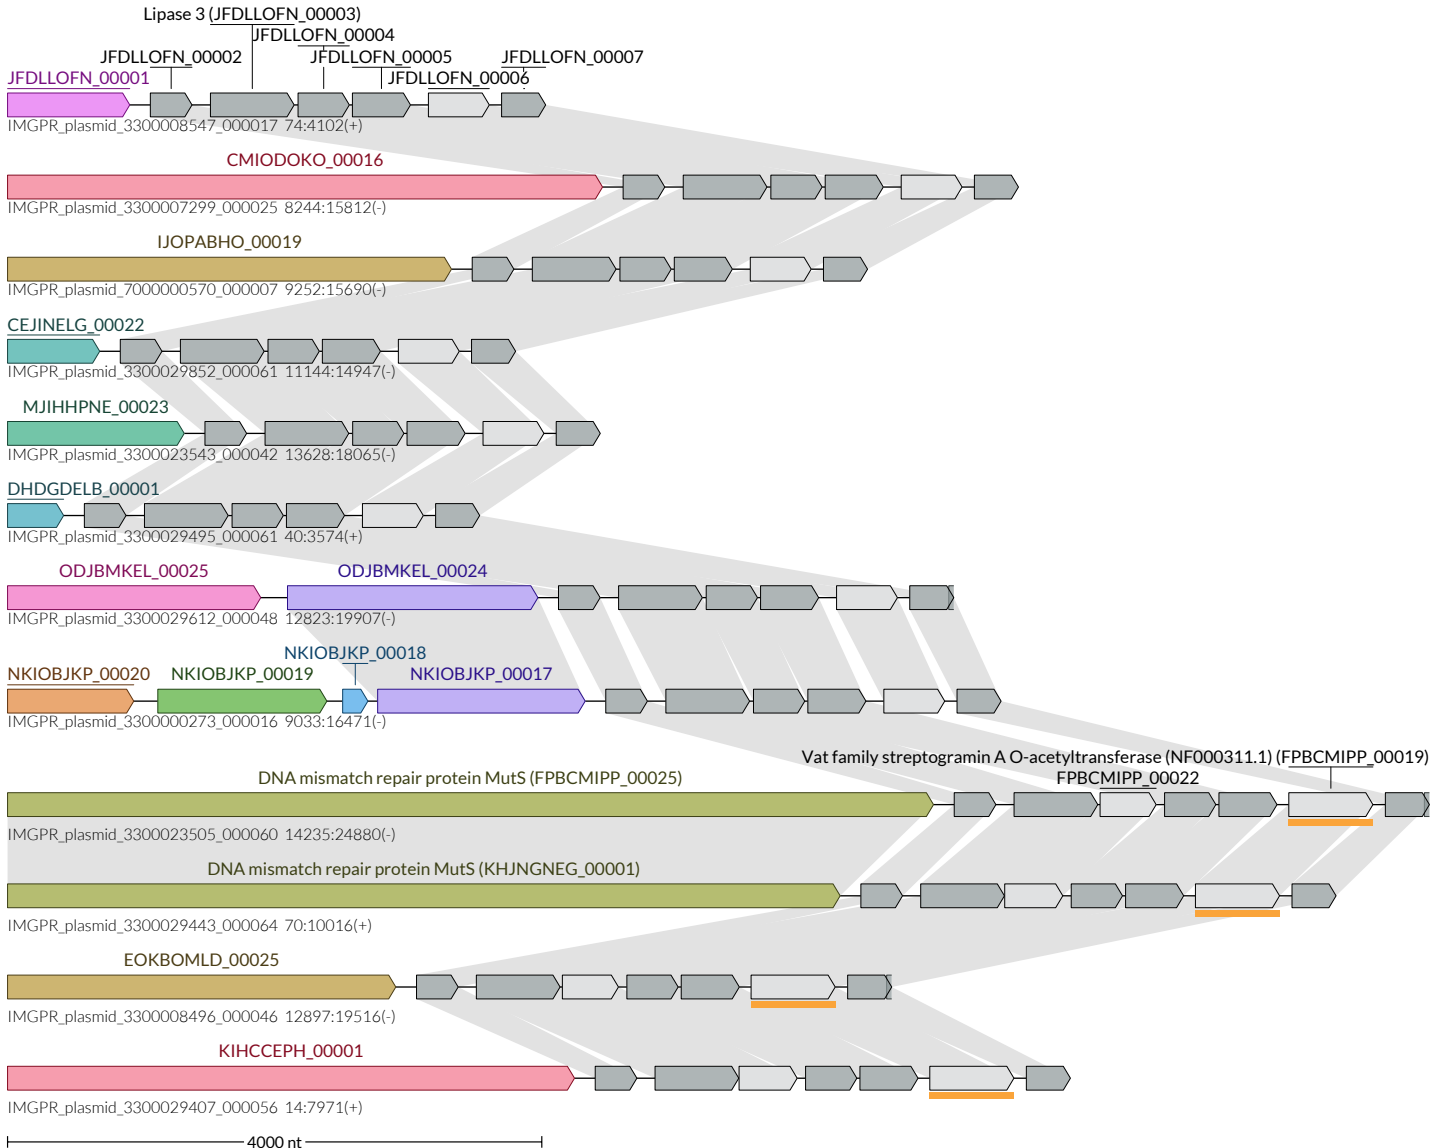 Lipase 3 (JFDLLOFN_00003)
JFDLLOFN_00004
JFDLLOFN_00002
JFDLLOFN_00005
JFDLLOFN_00007
JFDLLOFN_00001
JFDLLOFN_00006
IMGPR_plasmid_3300008547_000017 74:4102(+)
CMIODOKO_00016
IMGPR_plasmid_3300007299_000025 8244:15812(-)
IJOPABHO_00019
IMGPR_plasmid_7000000570_000007 9252:15690(-)
CEJINELG_00022
IMGPR_plasmid_3300029852_000061 11144:14947(-)
MJIHHPNE_00023
IMGPR_plasmid_3300023543_000042 13628:18065(-)
DHDGDELB_00001
IMGPR_plasmid_3300029495_000061 40:3574(+)
ODJBMKEL_00025
ODJBMKEL_00024
IMGPR_plasmid_3300029612_000048 12823:19907(-)
NKIOBJKP_00018
NKIOBJKP_00020
NKIOBJKP_00019
NKIOBJKP_00017
IMGPR_plasmid_3300000273_000016 9033:16471(-)
Vat family streptogramin A O-acetyltransferase (NF000311.1) (FPBCMIPP_00019)
DNA mismatch repair protein MutS (FPBCMIPP_00025)
FPBCMIPP_00022
IMGPR_plasmid_3300023505_000060 14235:24880(-)
DNA mismatch repair protein MutS (KHJNGNEG_00001)
IMGPR_plasmid_3300029443_000064 70:10016(+)
EOKBOMLD_00025
IMGPR_plasmid_3300008496_000046 12897:19516(-)
KIHCCEPH_00001
IMGPR_plasmid_3300029407_000056 14:7971(+)
4000 nt